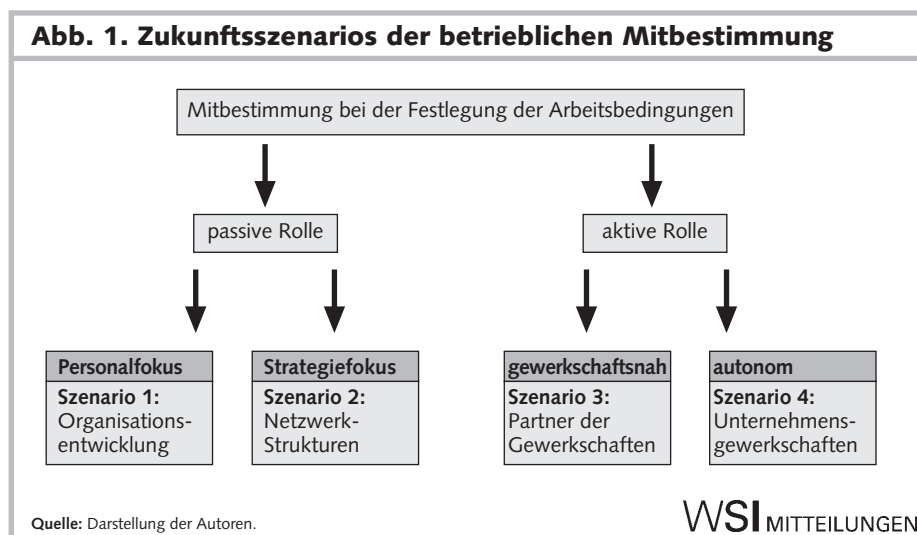 Abb. 1. Zukunftsszenarios der betrieblichen Mitbestimmung
Mitbestimmung bei der Festlegung der Arbeitsbedingungen
passive Rolle
aktive Rolle
Personalfokus
Szenario 1:
Organisations-
entwicklung
Strategiefokus
Szenario 2:
Netzwerk-
Strukturen
gewerkschaftsnah
Szenario 3:
Partner der
Gewerkschaften
autonom
Szenario 4:
Unternehmens-
gewerkschaften
Quelle: Darstellung der Autoren.
WSI MITTEILUNGEN